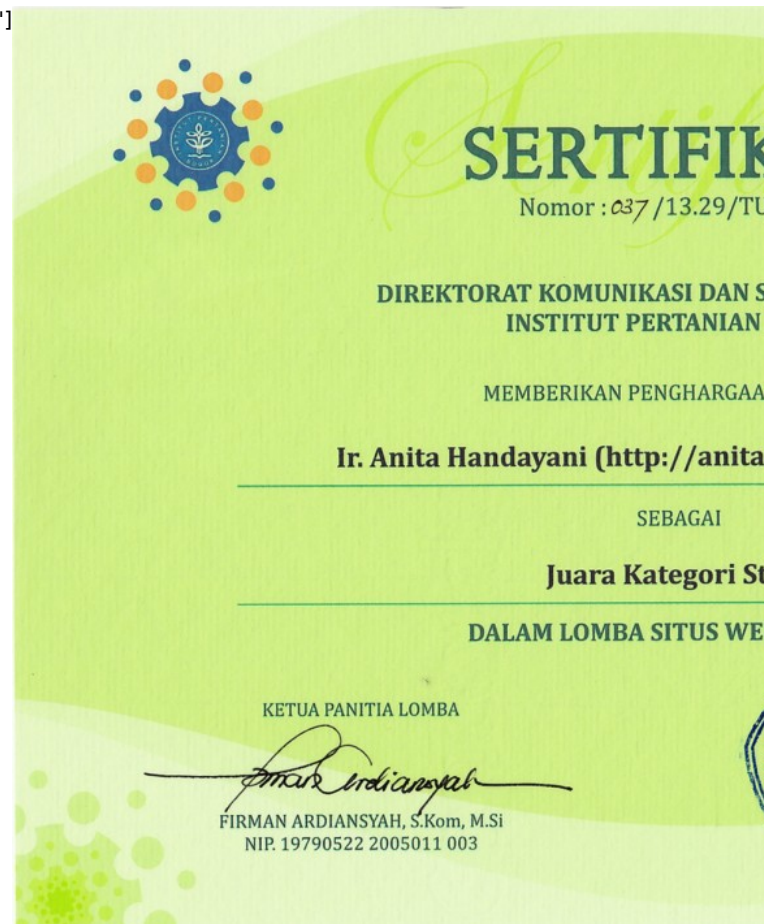 ']
SERTIFIK
Nomor : 037 /13.29/TU
DIREKTORAT KOMUNIKASI DAN S
INSTITUT PERTANIAN
MEMBERIKAN PENGHARGAA
Ir. Anita Handayani (http://anita
SEBAGAI
Juara Kategori St
DALAM LOMBA SITUS WE
KETUA PANITIA LOMBA
FIRMAN ARDIANSYAH, S.Kom, M.Si
NIP. 19790522 2005011 003